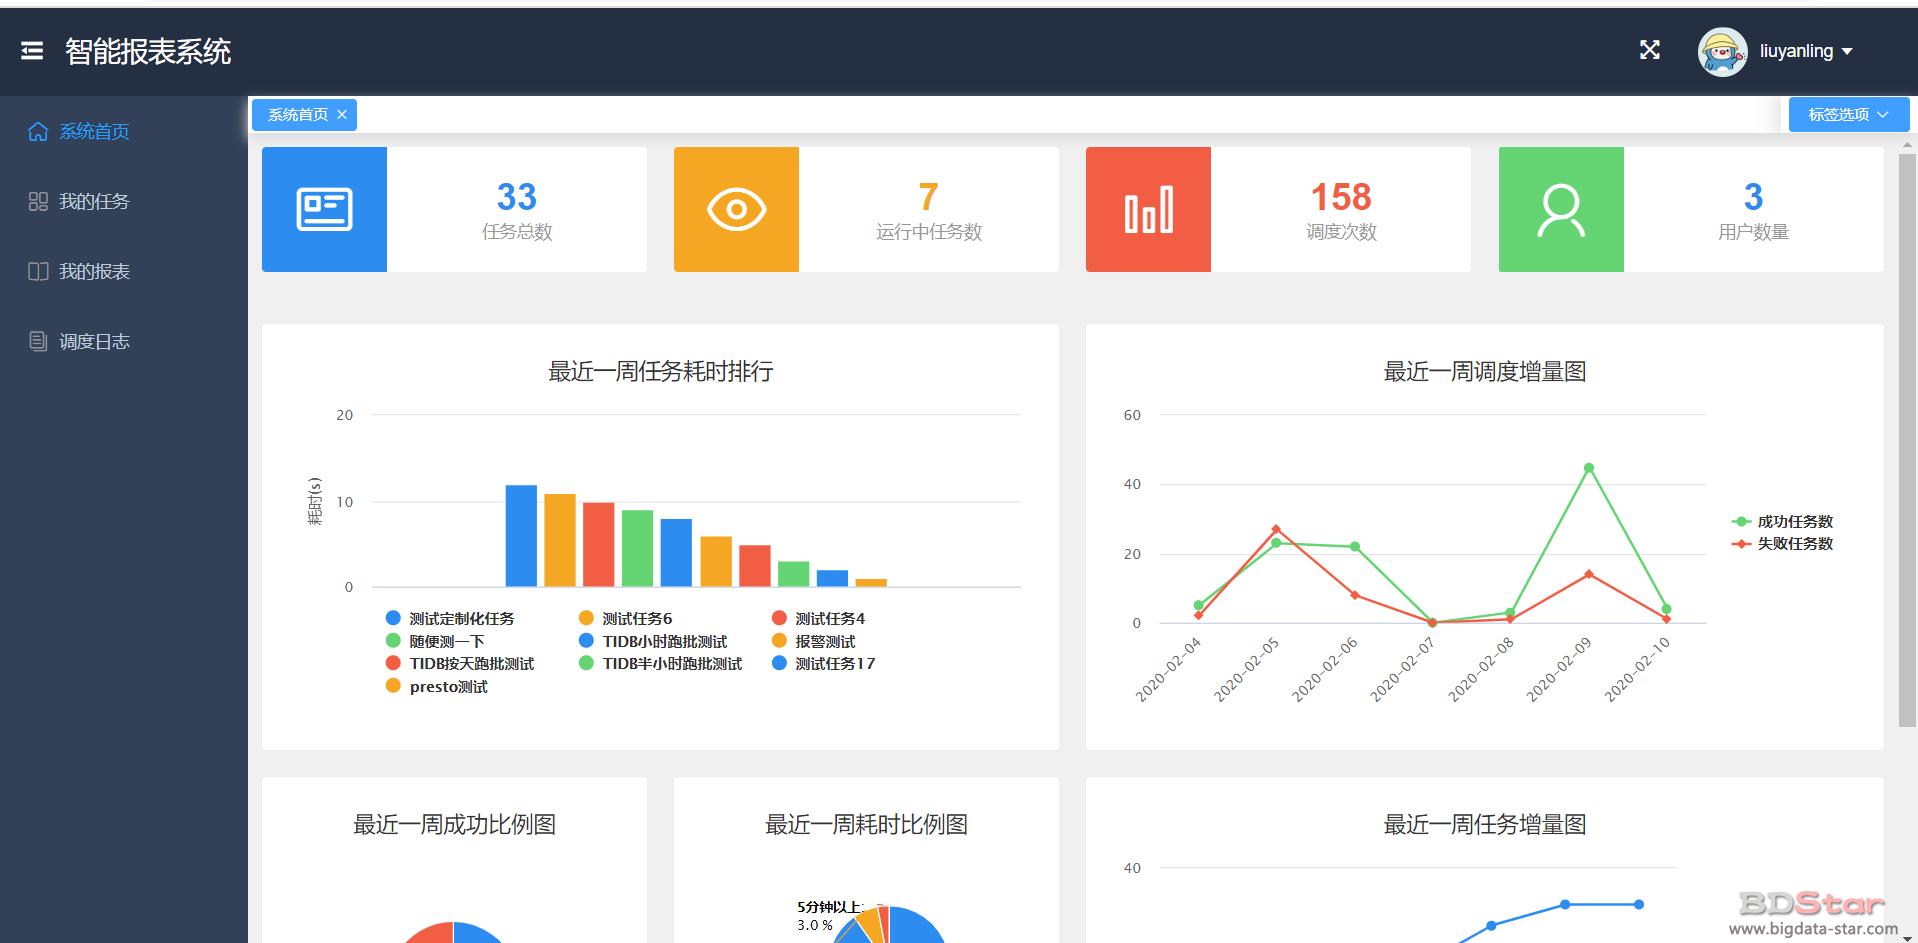 智能报表系统
liuyanling
系统首页
我的任务
我的报表
调度日志
系统首页
标签选项
33
任务总数
7
运行中任务数
158
调度次数
3
用户数量
最近一周任务耗时排行
20
10
0
耗时(s)
测试定制化任务
测试任务6
测试任务4
随便测一下
TIDB小时跑批测试
报警测试
TIDB按天跑批测试
TIDB半小时跑批测试
测试任务17
presto测试
最近一周调度增量图
60
40
20
0
2020-02-04
2020-02-05
2020-02-06
2020-02-07
2020-02-08
2020-02-09
2020-02-10
成功任务数
失败任务数
最近一周成功比例图
最近一周耗时比例图
5分钟以上:
3.0 %
最近一周任务增量图
40
BDStar
www.bigdata-star.com